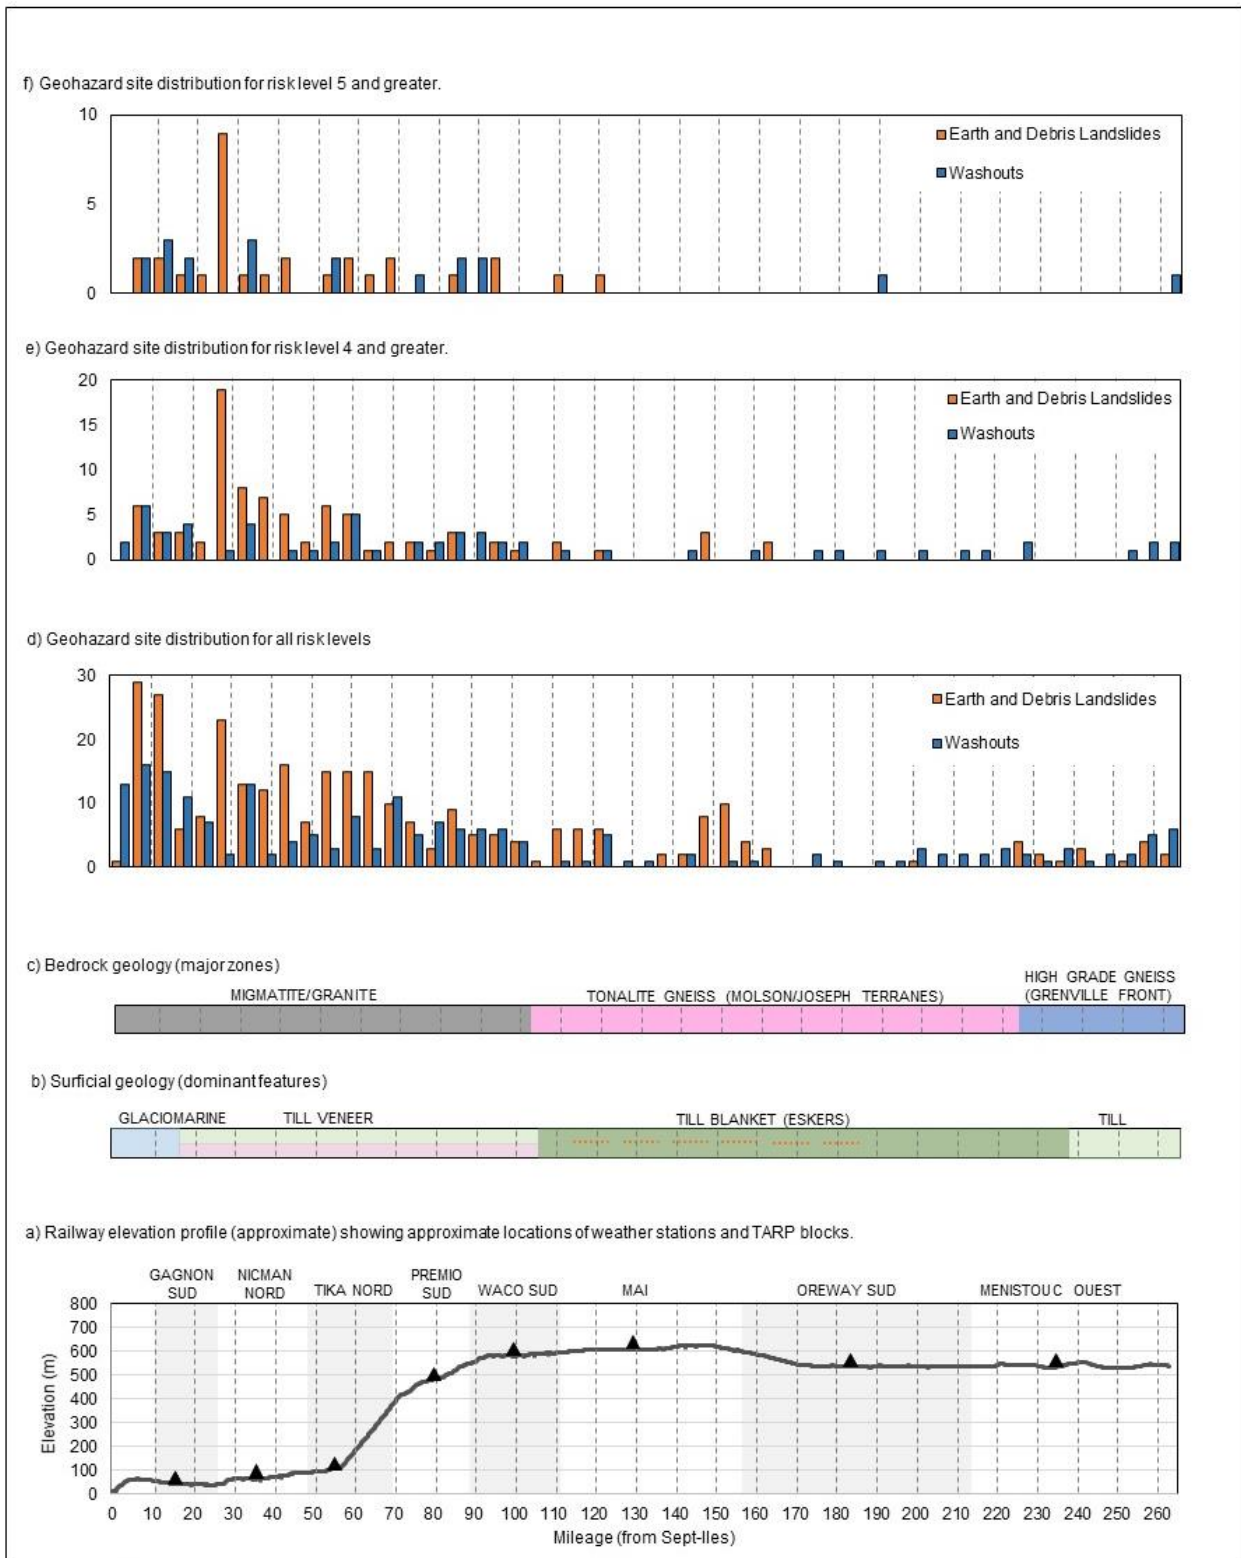 f) Geohazard site distribution for risk level 5 and greater.
10
5
0
Earth and Debris Landslides
Washouts
e) Geohazard site distribution for risk level 4 and greater.
20
15
10
5
0
Earth and Debris Landslides
Washouts
d) Geohazard site distribution for all risk levels
30
20
10
0
Earth and Debris Landslides
Washouts
c) Bedrock geology (major zones)
MIGMATITE/GRANITE
TONALITE GNEISS (MOLSON/JOSEPH TERRANES)
HIGH GRADE GNEISS
(GRENVILLE FRONT)
b) Surficial geology (dominant features)
GLACIOMARINE
TILL VENEER
TILL BLANKET (ESKERS)
TILL
a) Railway elevation profile (approximate) showing approximate locations of weather stations and TARP blocks.
GAGNON
SUD
NICMAN
NORD
TIKA NORD
PREMIO
SUD
WACO SUD
MAI
OREWAY SUD
MENISTOUC OUEST
Elevation (m)
800
700
600
500
400
300
200
100
0
0 10 20 30 40 50 60 70 80 90 100 110 120 130 140 150 160 170 180 190 200 210 220 230 240 250 260
Mileage (from Sept-Iles)